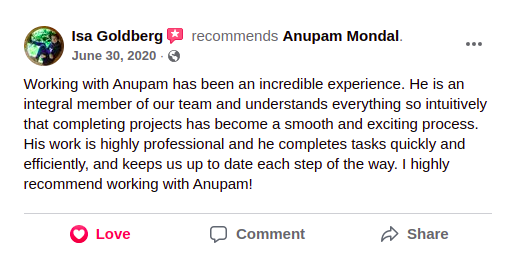 Isa Goldberg recommends Anupam Mondal.
June 30, 2020 ·
Working with Anupam has been an incredible experience. He is an
integral member of our team and understands everything so intuitively
that completing projects has become a smooth and exciting process.
His work is highly professional and he completes tasks quickly and
efficiently, and keeps us up to date each step of the way. I highly
recommend working with Anupam!
Love Comment Share